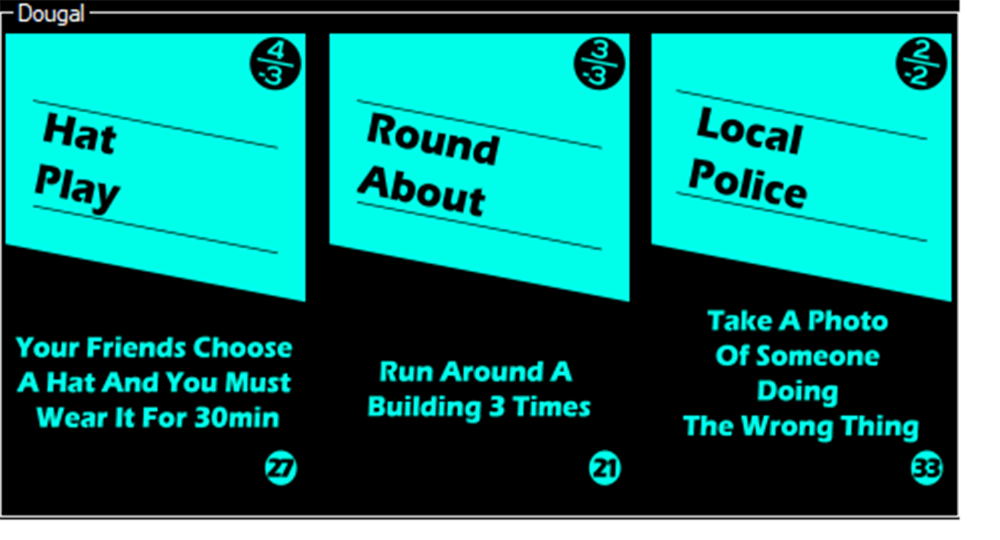 Dougal
4
-3
Hat
Play
Your Friends Choose
A Hat And You Must
Wear It For 30min
27
3
-3
Round
About
Run Around A
Building 3 Times
21
2
-2
Local
Police
Take A Photo
Of Someone
Doing
The Wrong Thing
33